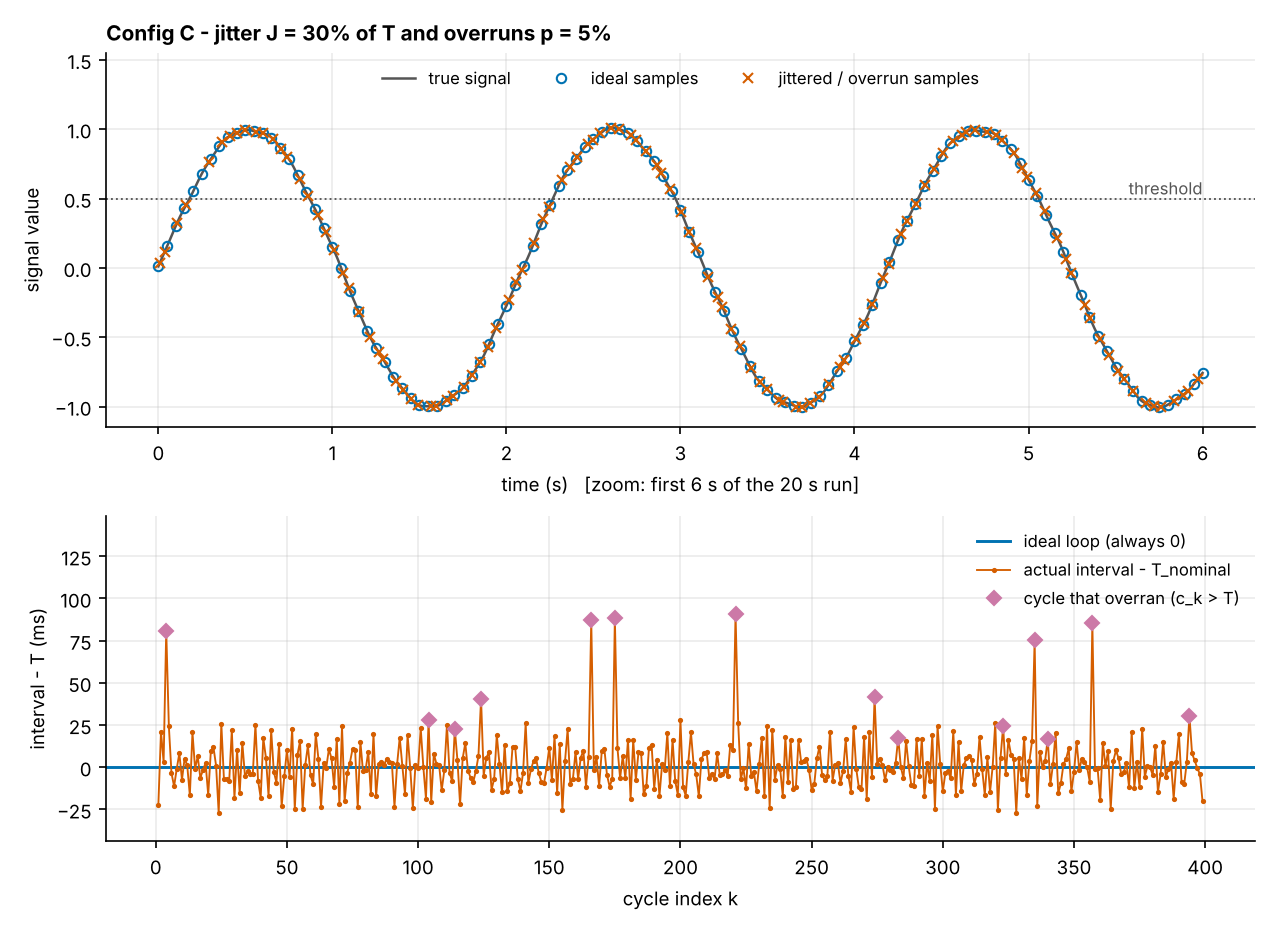 Config C - jitter J = 30% of T and overruns p = 5%
true signal
ideal samples
jittered / overrun samples
1.5
1.0
0.5
0.0
−0.5
−1.0
signal value
threshold
0
1
2
3
4
5
6
time (s) [zoom: first 6 s of the 20 s run]
ideal loop (always 0)
actual interval - T_nominal
cycle that overran (c_k > T)
125
100
75
50
25
0
−25
interval - T (ms)
0
50
100
150
200
250
300
350
400
cycle index k